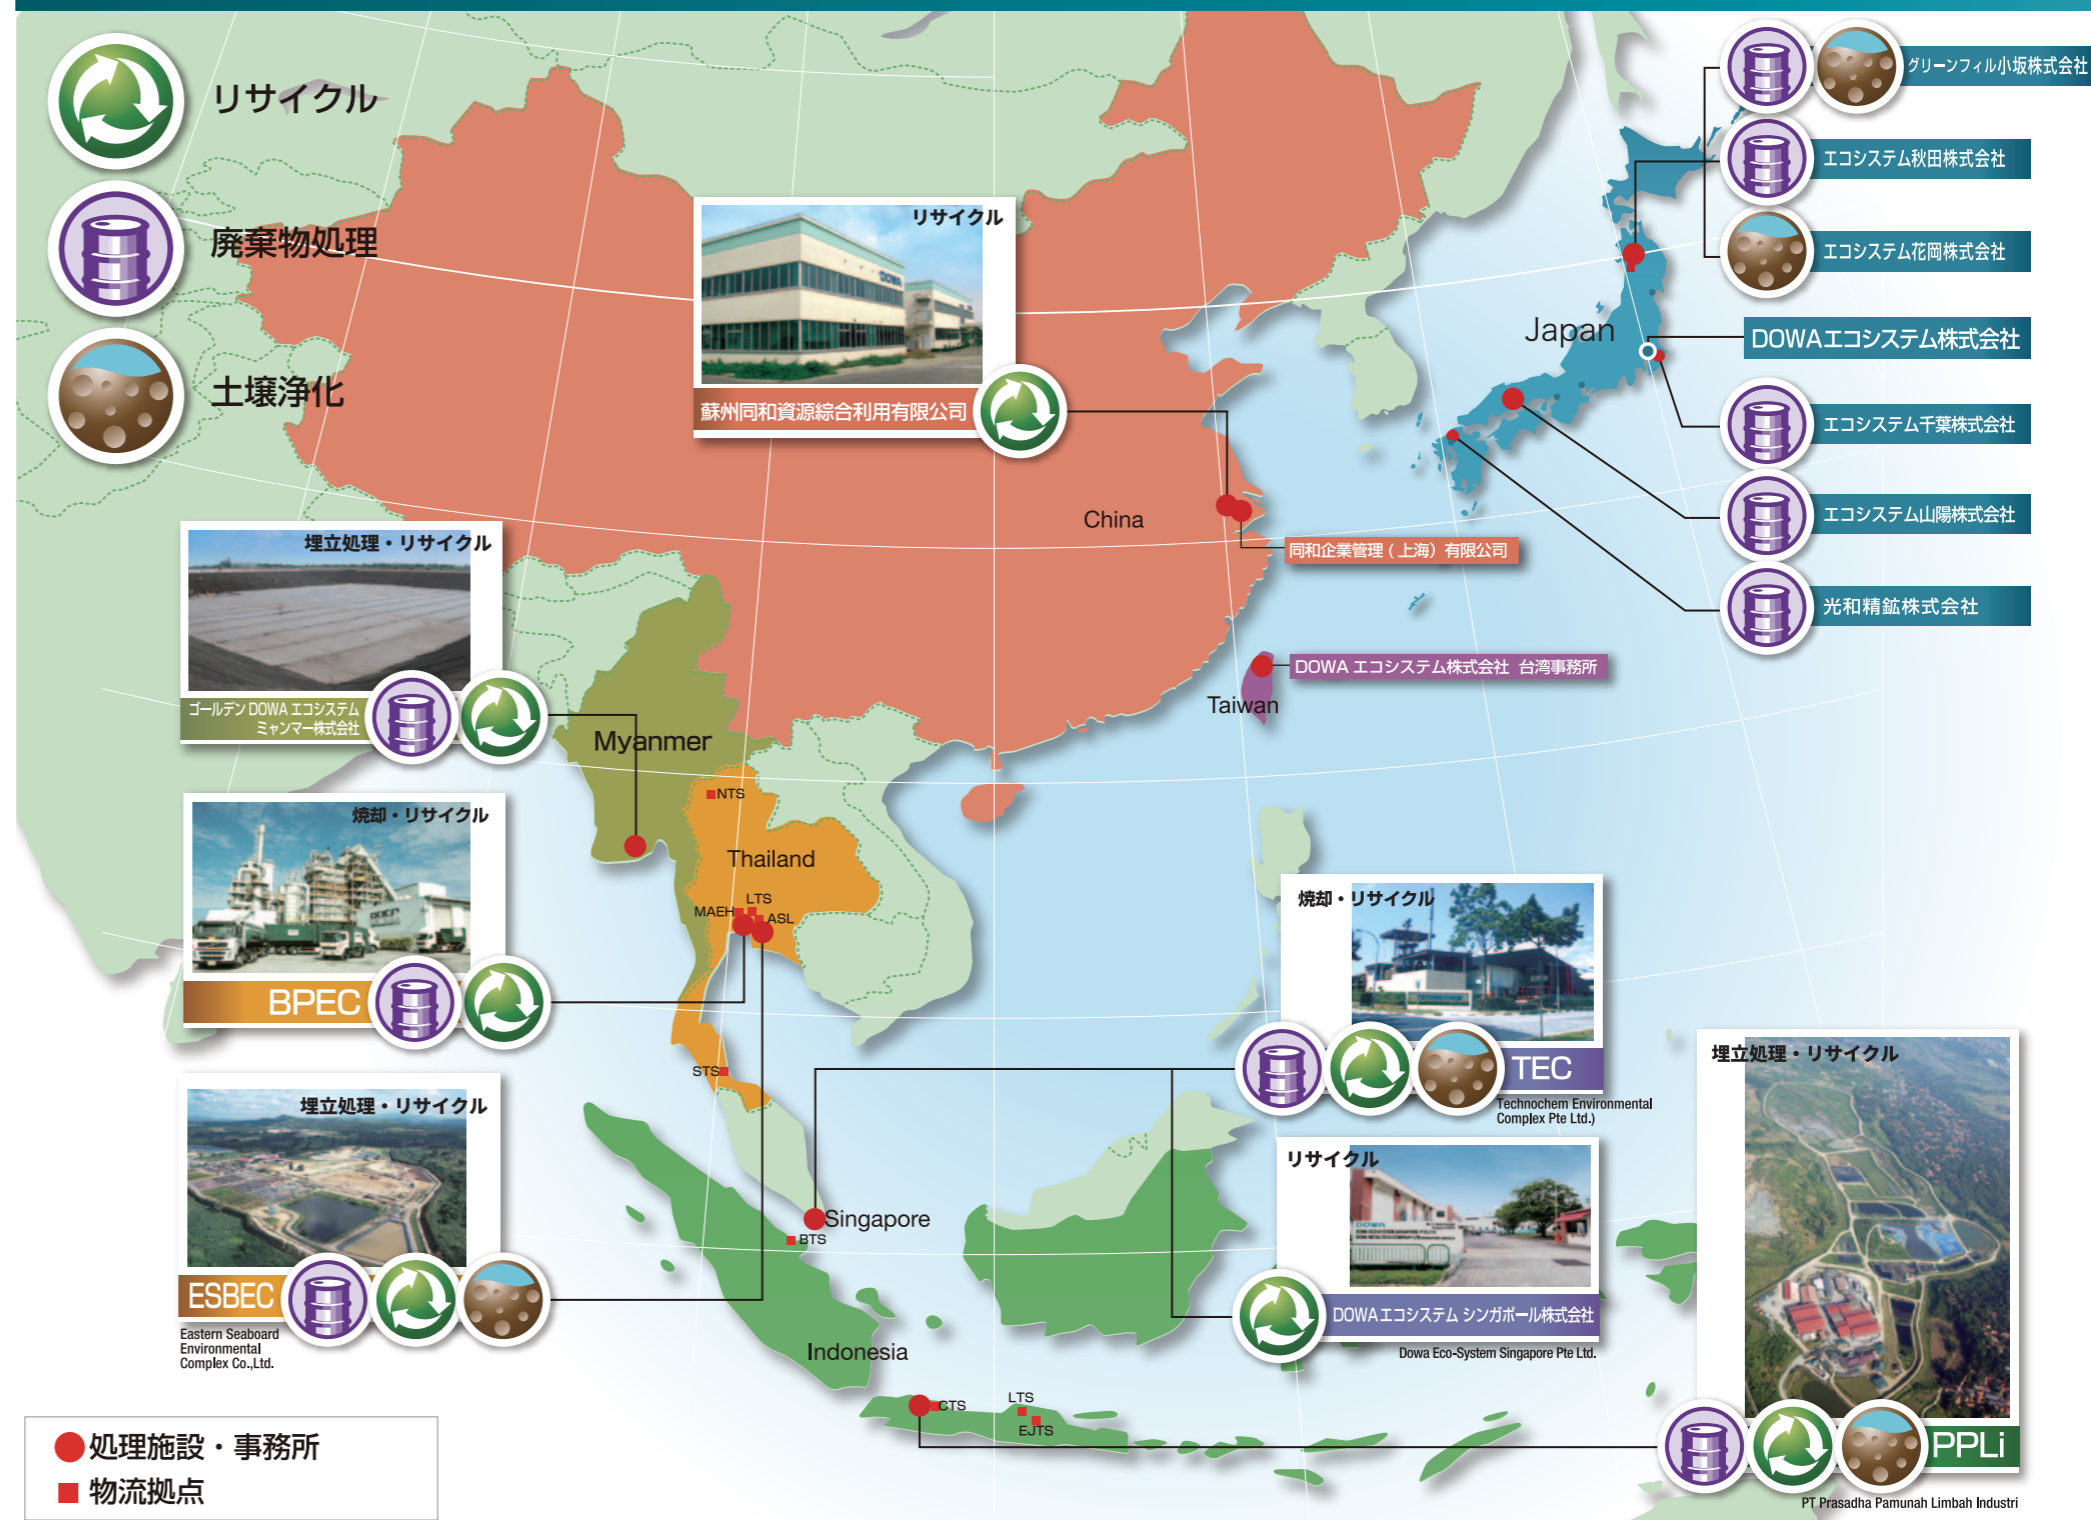 リサイクル
廃棄物処理
土壌浄化
グリーンフィル小坂株式会社
エコシステム秋田株式会社
エコシステム花岡株式会社
Japan
DOWAエコシステム株式会社
エコシステム千葉株式会社
エコシステム山陽株式会社
光和精鉱株式会社
リサイクル
DOWA
蘇州同和資源綜合利用有限公司
China
同和企業管理(上海)有限公司
DOWA エコシステム株式会社 台湾事務所
Taiwan
埋立処理・リサイクル
ゴールデン DOWA エコシステム
ミャンマー株式会社
Myanmer
NTS
Thailand
LTS
MAEH
ASL
STS
焼却・リサイクル
BPEC
埋立処理・リサイクル
ESBEC
Eastern Seaboard
Environmental
Complex Co.,Ltd.
Singapore
BTS
Indonesia
CTS
LTS
EJTS
焼却・リサイクル
TECHNOCHEM
TEC
Technochem Environmental
Complex Pte Ltd.)
リサイクル
DOWA
DOWAエコシステム シンガポール株式会社
Dowa Eco-System Singapore Pte Ltd.
埋立処理・リサイクル
PPLi
PT Prasadha Pamunah Limbah Industri
処理施設・事務所
物流拠点